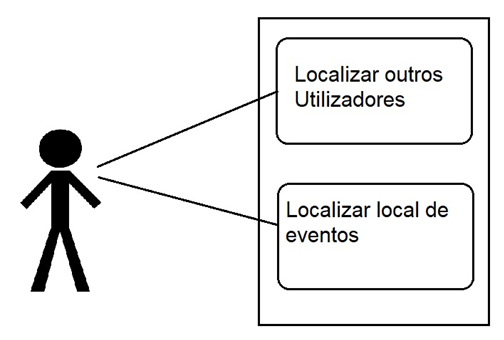 Localizar outros
Utilizadores
Localizar local de
eventos